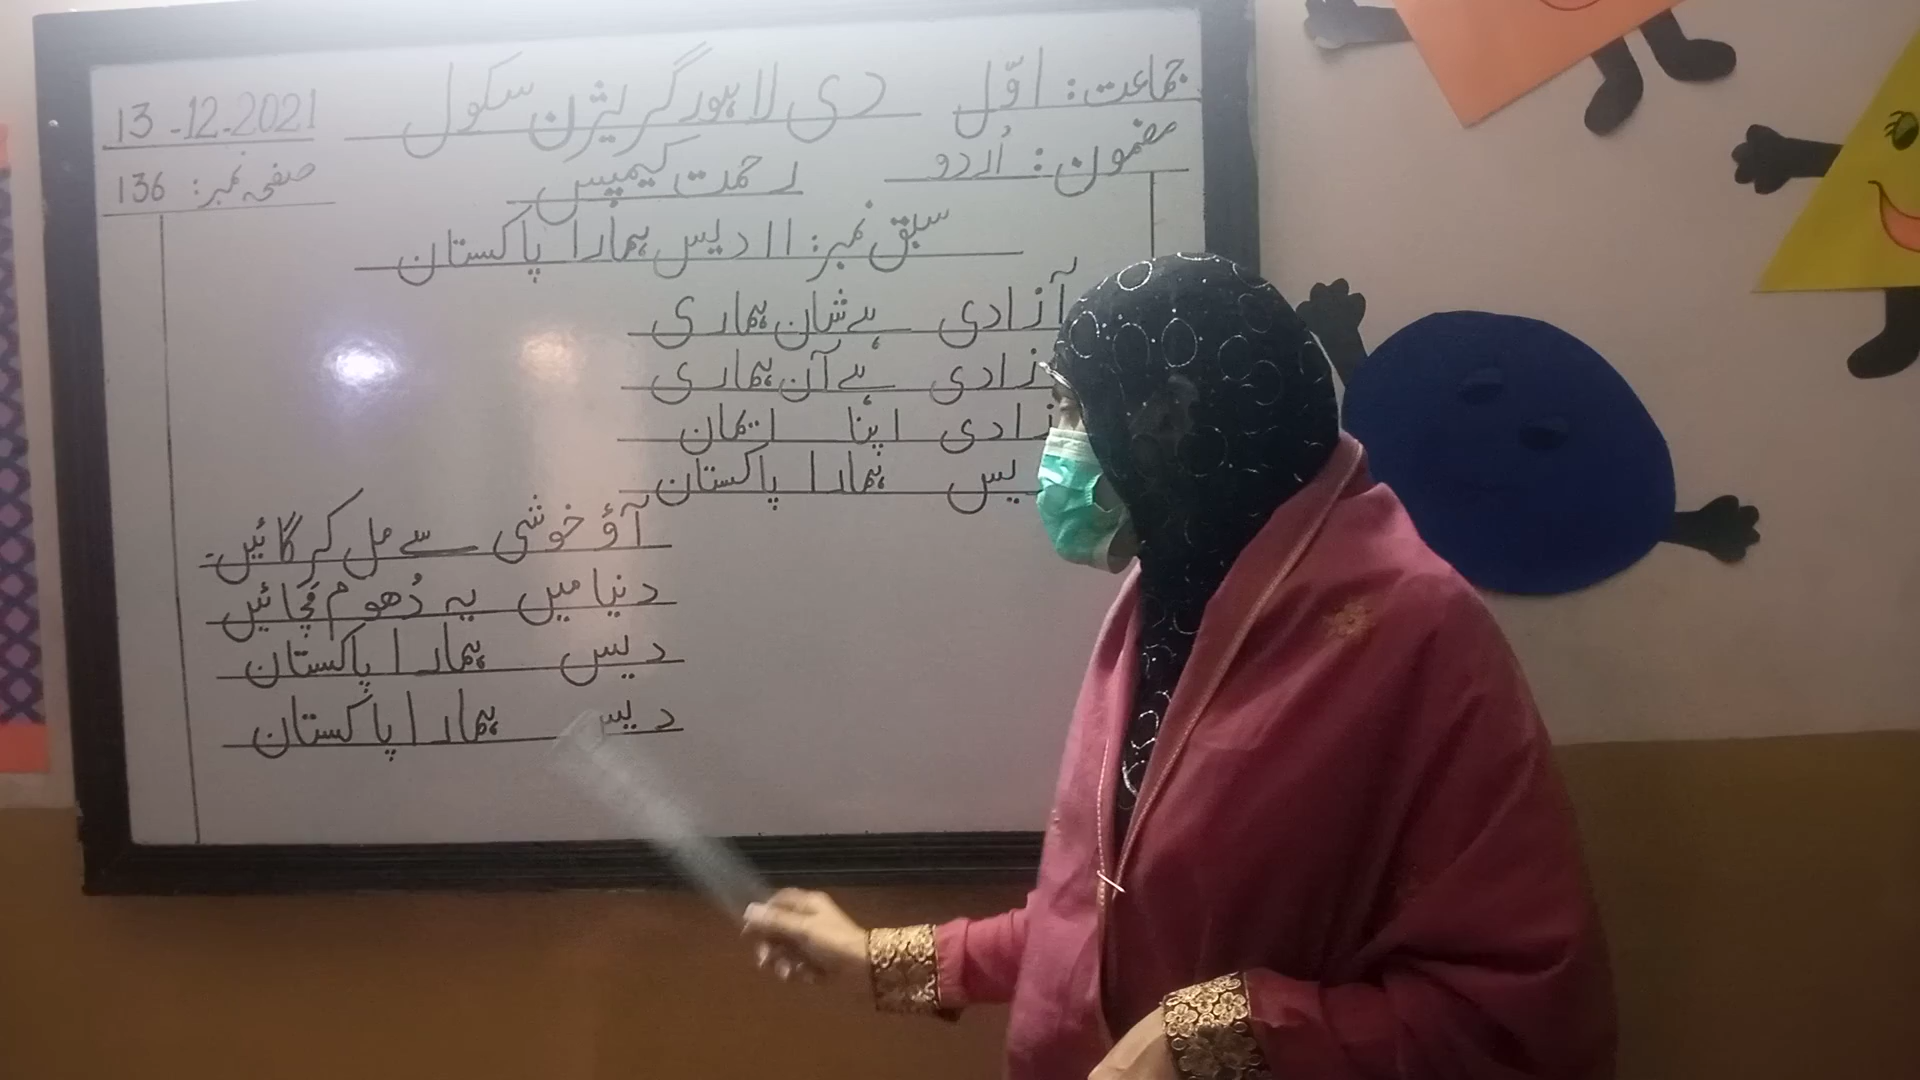 جماعت: اوّل دی لاہور گریژن سکول 13-12-2021
مضمون: اُردو رحمت کیمپس صفحہ نمبر: 136
سبق نمبر: 11 دیس ہمارا پاکستان
آزادی ہے شان ہماری
زادی ہے آن ہماری
زادی اپنا ایمان
یس ہمارا پاکستان
آؤ خوشی سے مل کر گائیں۔
دنیا میں یہ دُھوم مچائیں
دیس ہمارا پاکستان
دیس ہمارا پاکستان